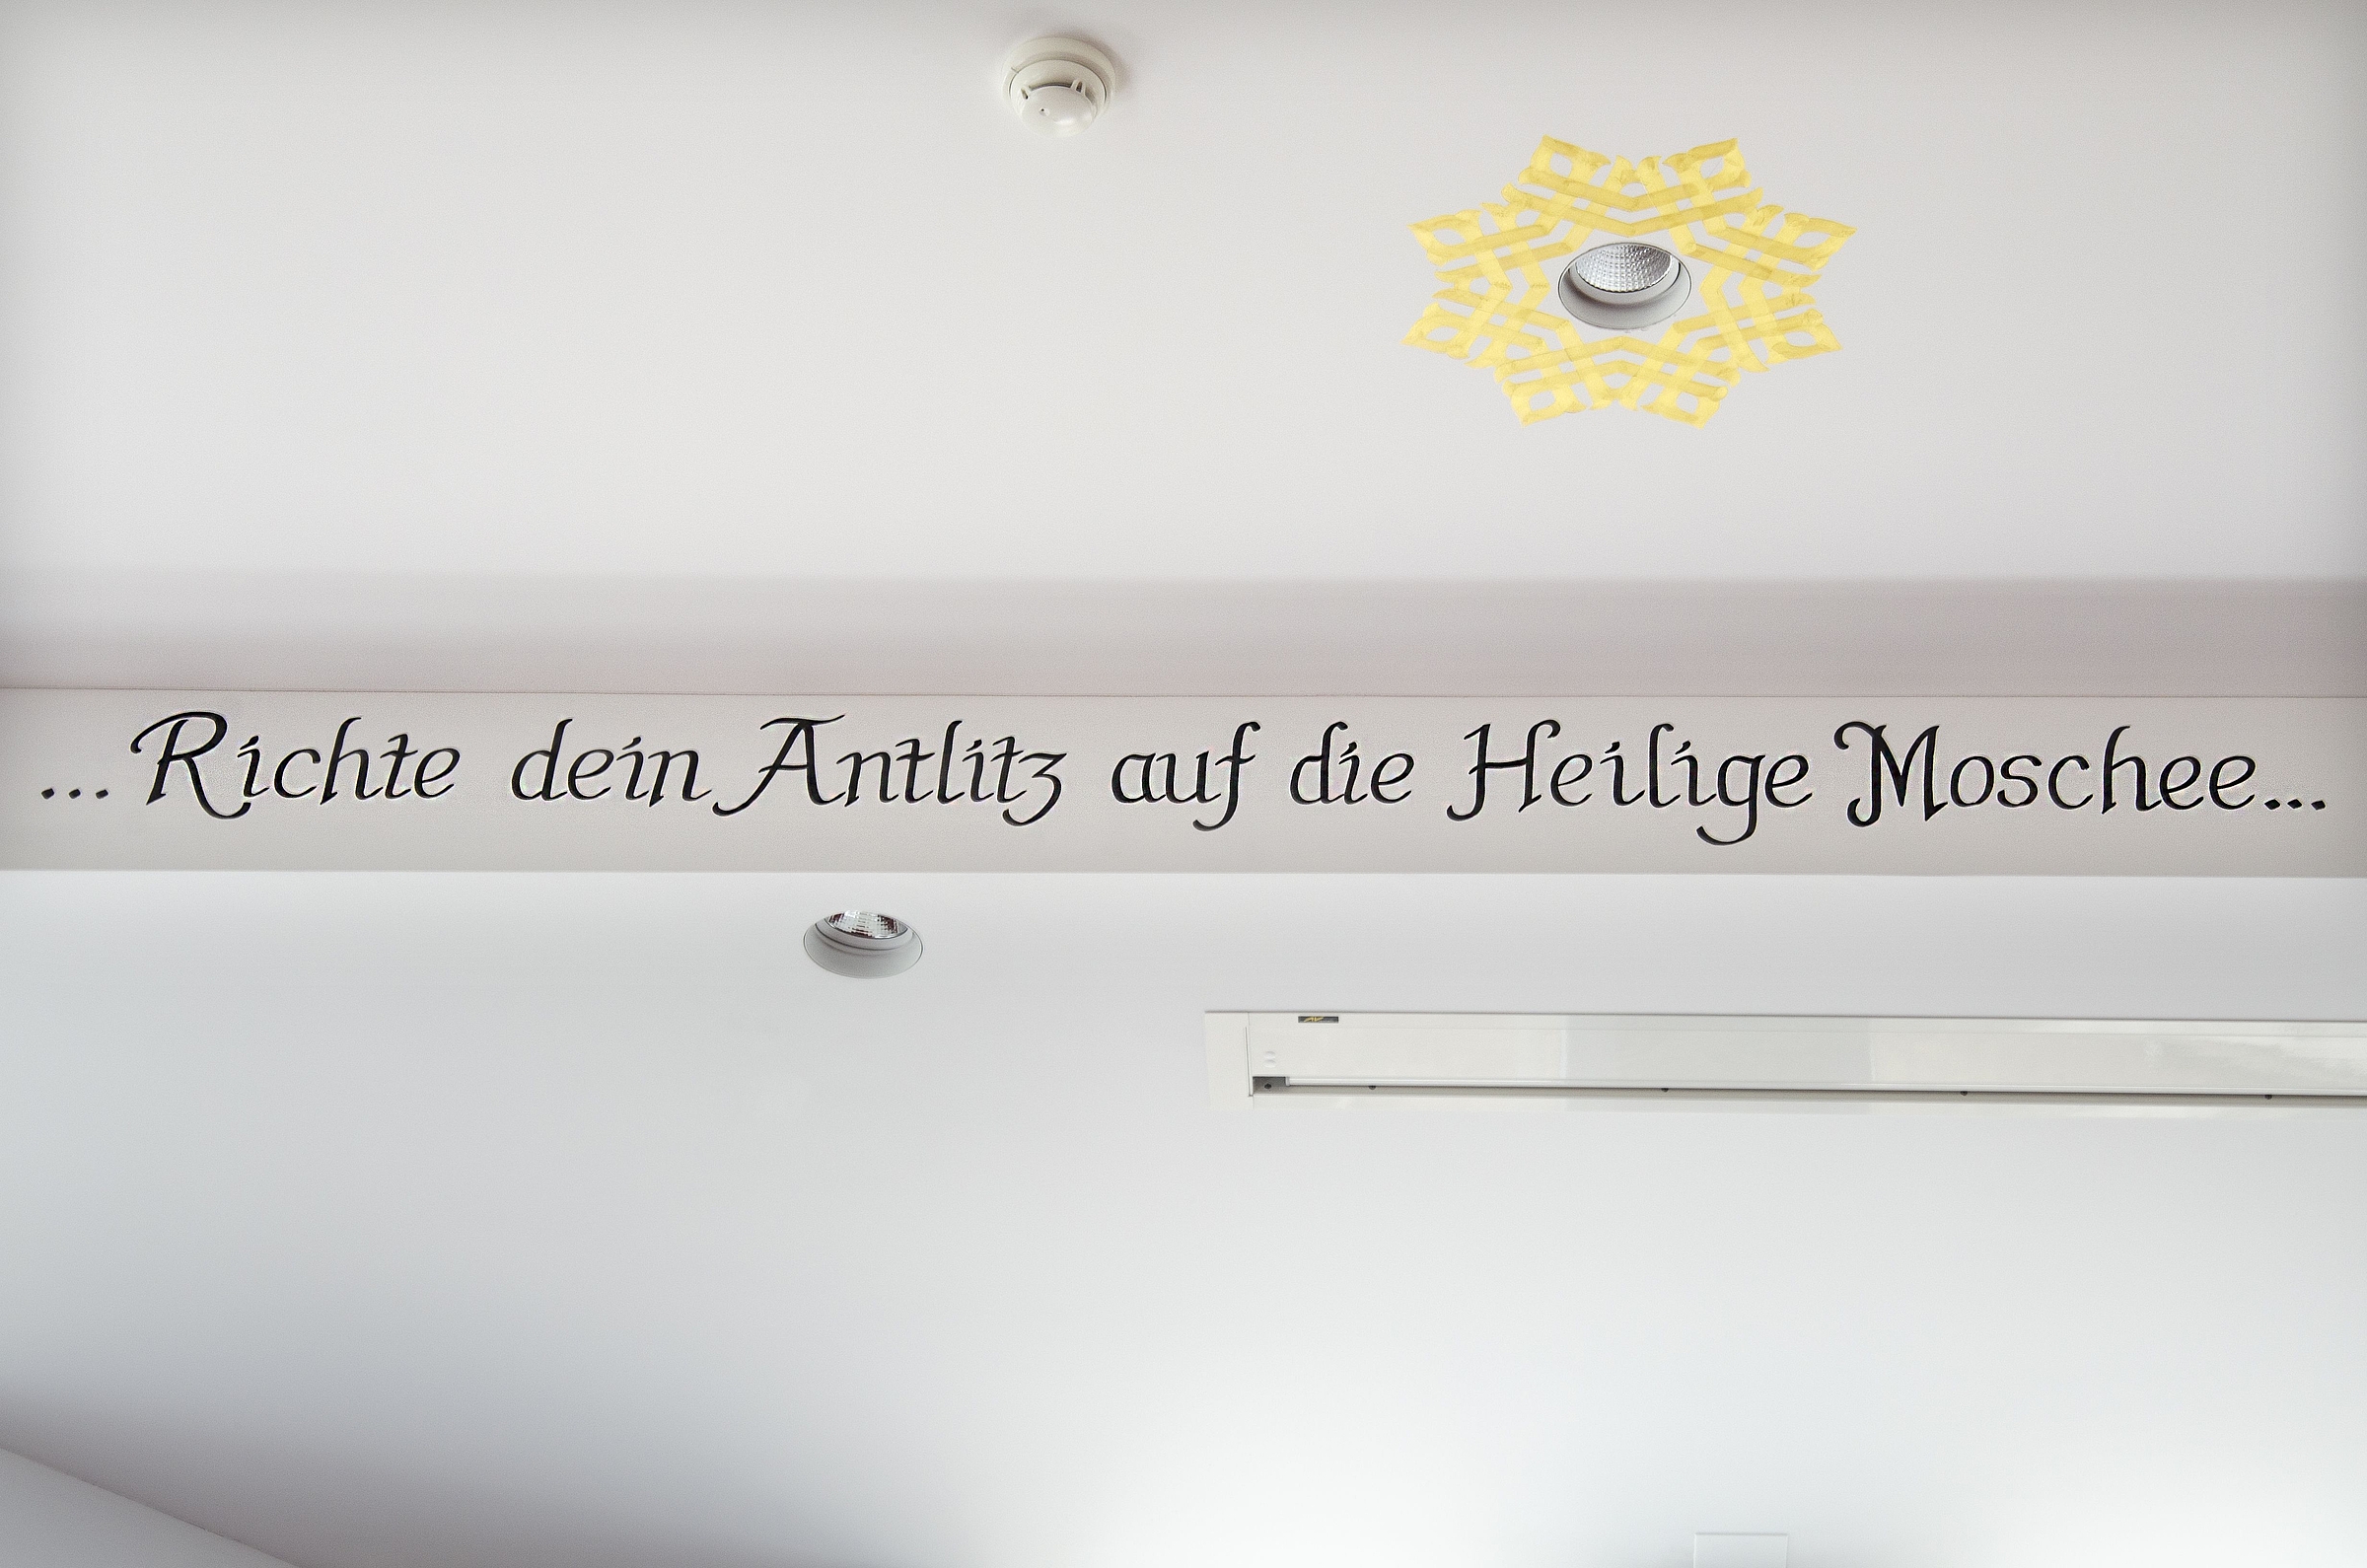 ...Richte dein Antlitz auf die Heilige Moschee...